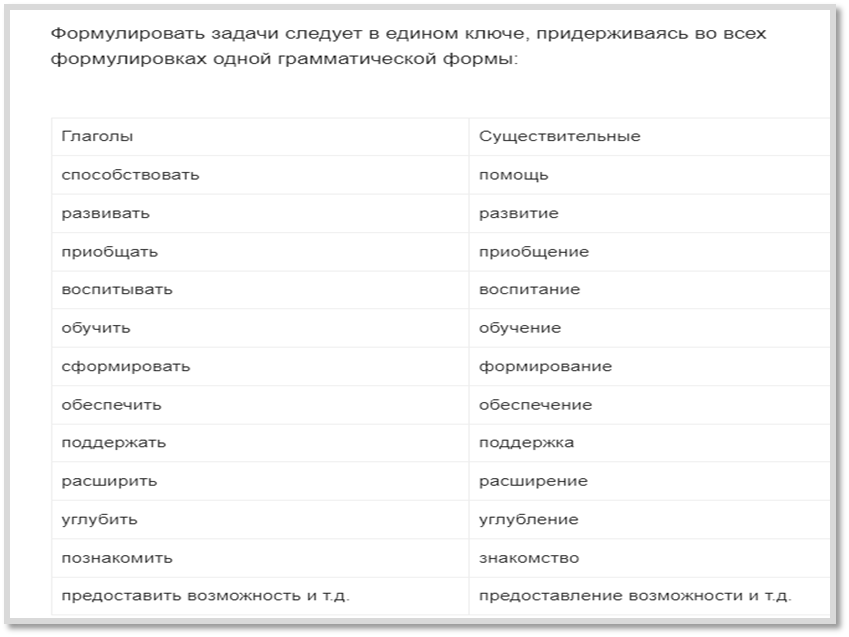 Формулировать задачи следует в едином ключе, придерживаясь во всех
формулировках одной грамматической формы:
Глаголы Существительные
способствовать помощь
развивать развитие
приобщать приобщение
воспитывать воспитание
обучить обучение
сформировать формирование
обеспечить обеспечение
поддержать поддержка
расширить расширение
углубить углубление
познакомить знакомство
предоставить возможность и т.д. предоставление возможности и т.д.